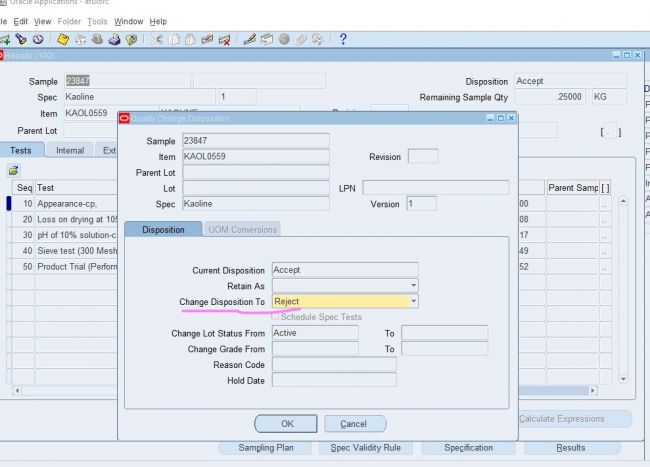 Oracle Applications - atuiorc
le Edit View Folder Tools Window Help
Results (100)
Sample 23847 Disposition Accept
Spec Kaoline 1 Remaining Sample Qty .25000 KG
Item KAOL0559
Parent Lot [ . ]
Tests Internal Ext
Seq Test Parent Samp [ ]
10 Appearance-cp, 00
20 Loss on drying at 105 08
30 pH of 10% solution-c 17
40 Sieve test (300 Mesh 49
50 Product Trial (Perform 52
Quality Change Disposition
Sample 23847
Item KAOL0559 Revision
Parent Lot
Lot LPN
Spec Kaoline Version 1
Disposition UOM Conversions
Current Disposition Accept
Retain As
Change Disposition To Reject
Schedule Spec Tests
Change Lot Status From Active To
Change Grade From To
Reason Code
Hold Date
OK Cancel
Calculate Expressions
Sampling Plan Spec Validity Rule Specification Results